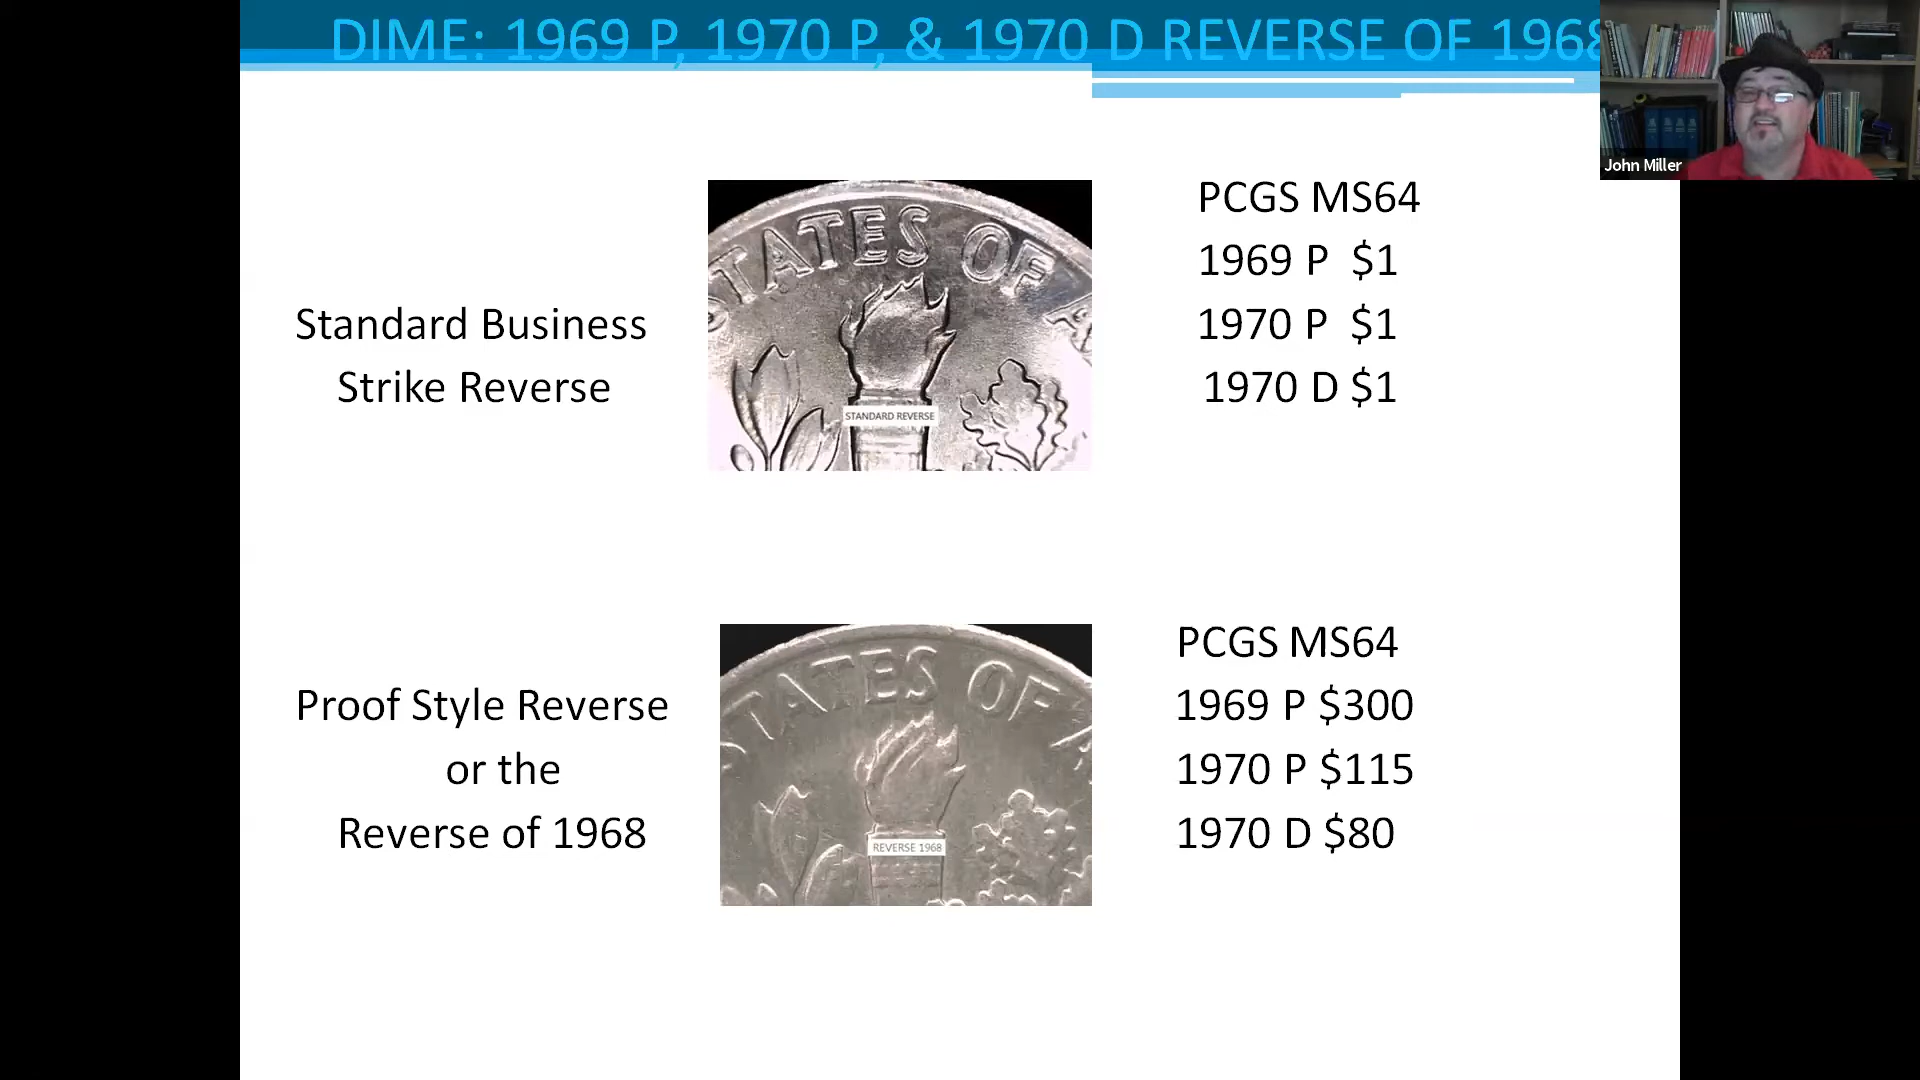 DIME: 1969 P, 1970 P, & 1970 D REVERSE OF 1968
John Miller
Standard Business
Strike Reverse
STATES OF A
STANDARD REVERSE
PCGS MS64
1969 P $1
1970 P $1
1970 D $1
Proof Style Reverse
or the
Reverse of 1968
STATES OF A
REVERSE 1968
PCGS MS64
1969 P $300
1970 P $115
1970 D $80